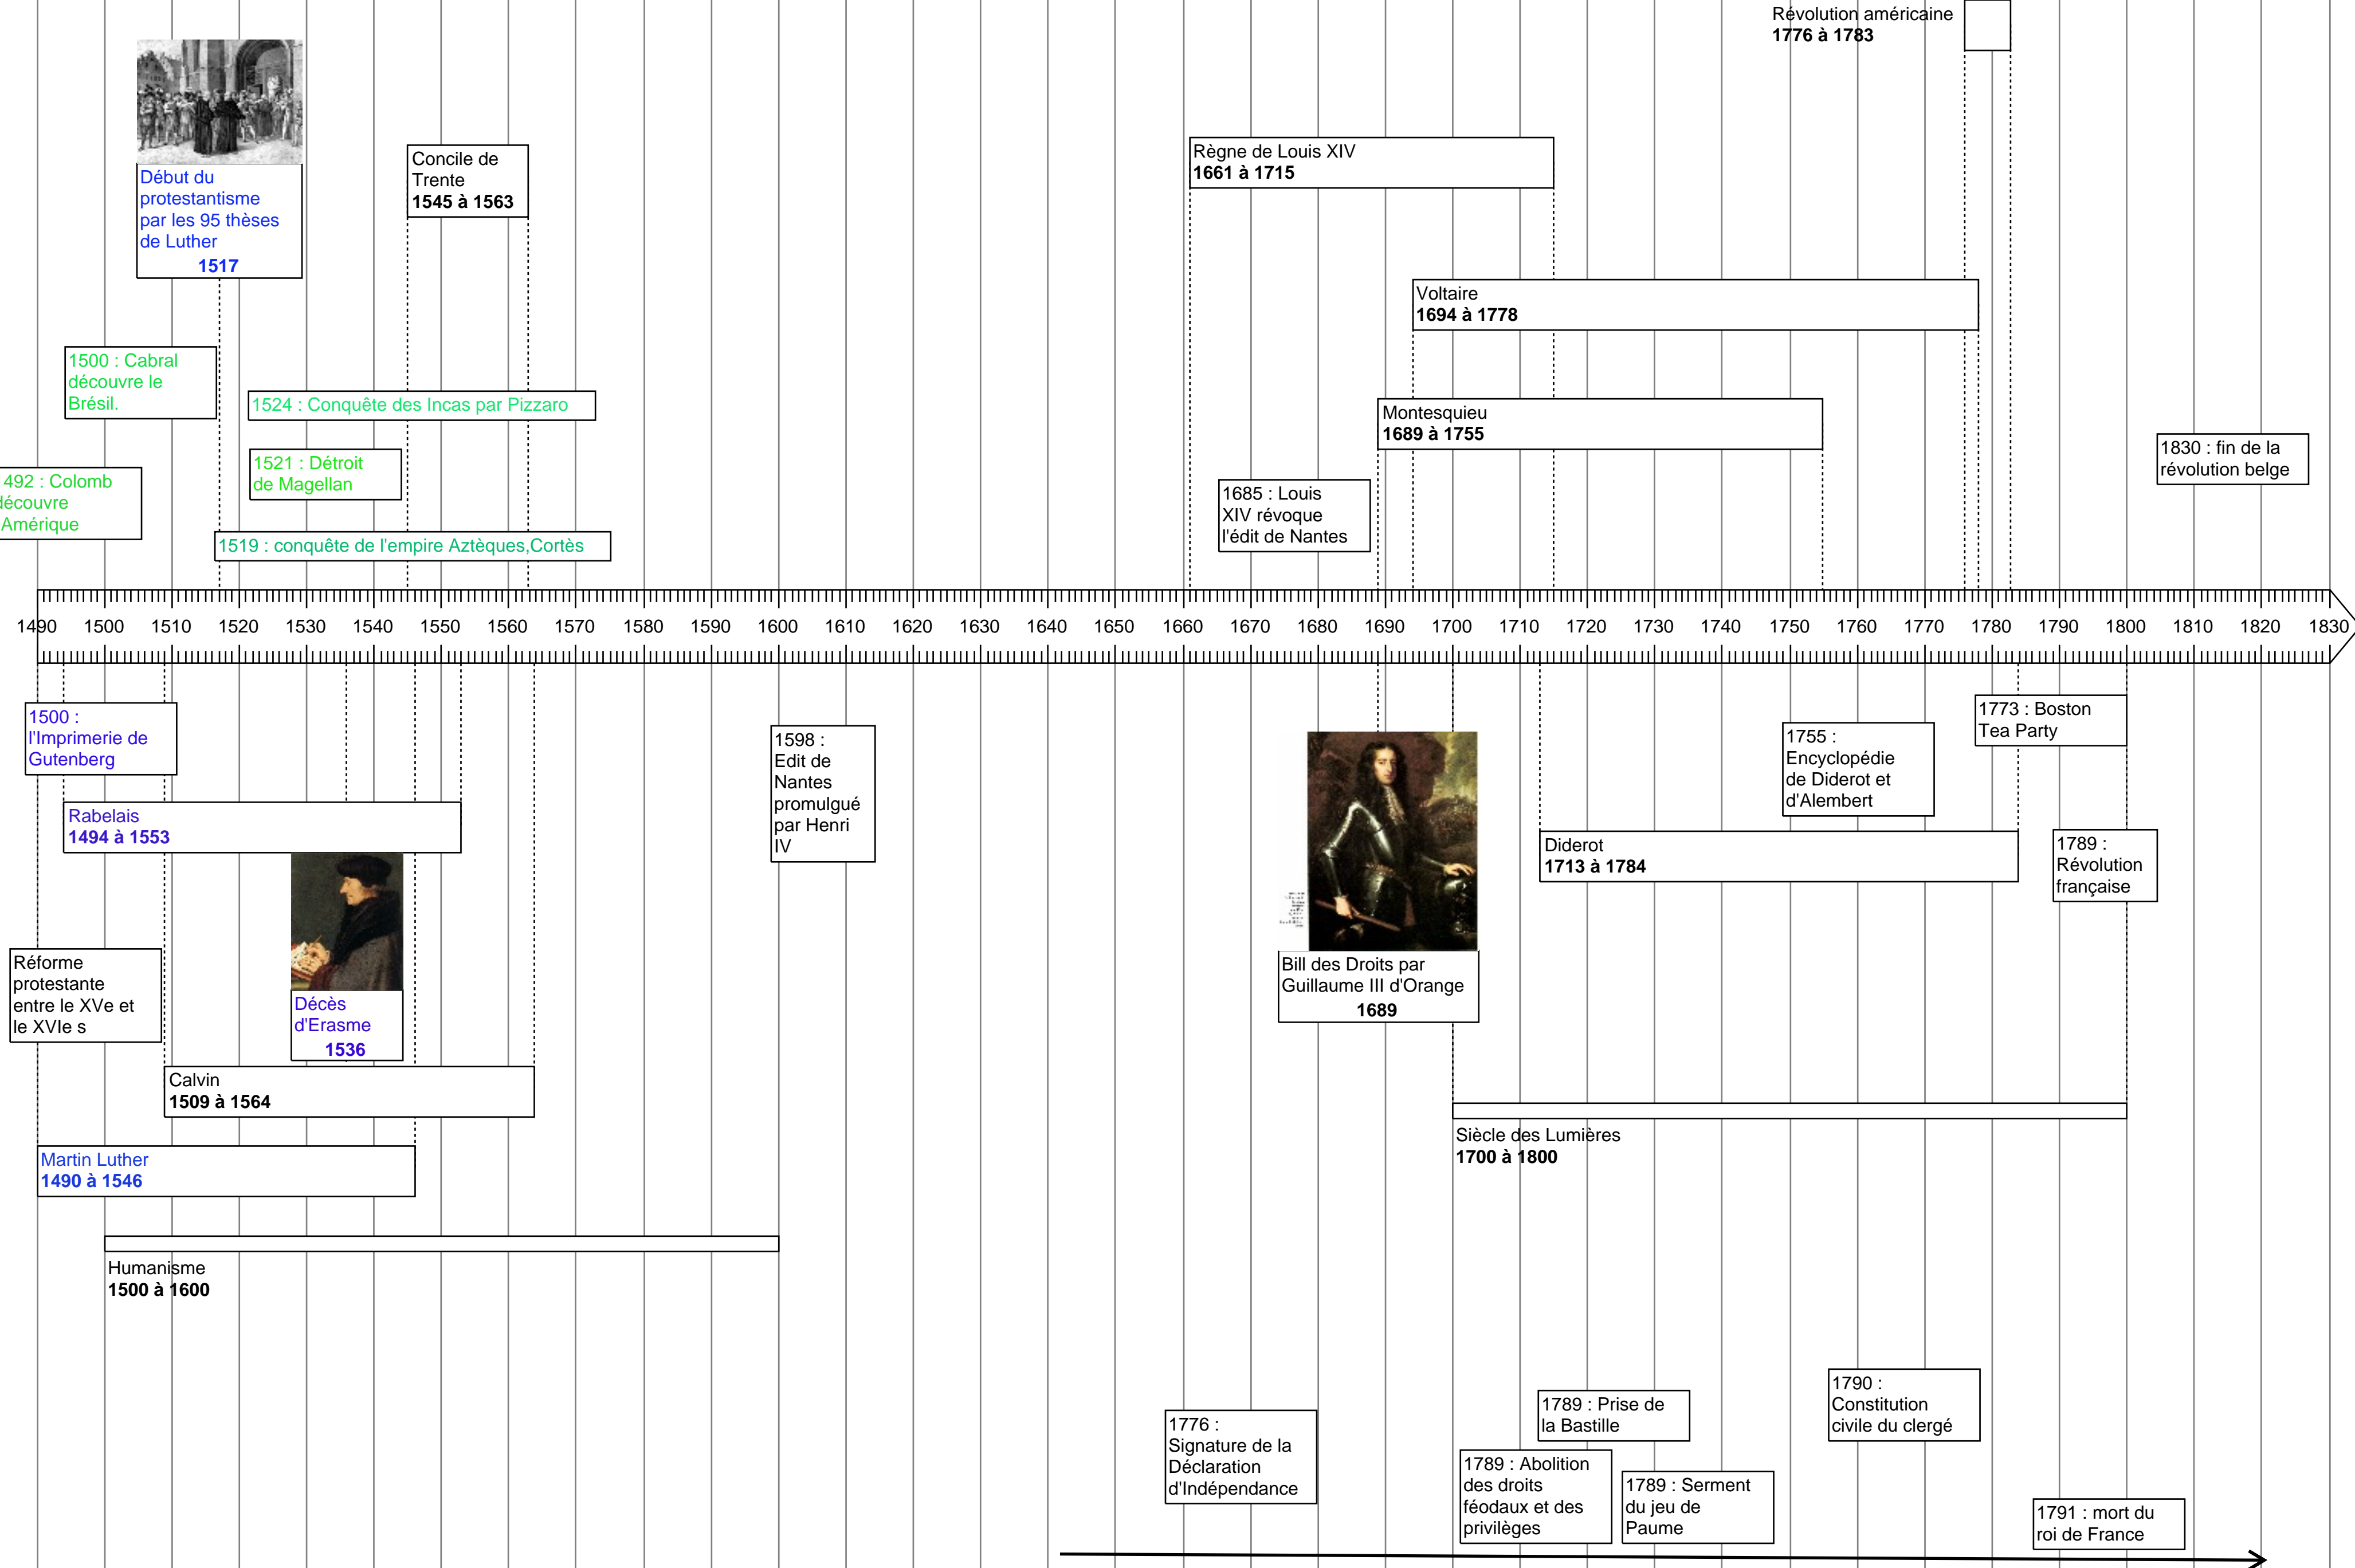 Révolution américaine
1776 à 1783
Début du
protestantisme
par les 95 thèses
de Luther
1517
Concile de
Trente
1545 à 1563
Règne de Louis XIV
1661 à 1715
Voltaire
1694 à 1778
1500 : Cabral
découvre le
Brésil.
1524 : Conquête des Incas par Pizzaro
Montesquieu
1689 à 1755
1830 : fin de la
révolution belge
1521 : Détroit
de Magellan
492 : Colomb
découvre
Amérique
1685 : Louis
XIV révoque
l'édit de Nantes
1519 : conquête de l'empire Aztèques,Cortès
1490 1500 1510 1520 1530 1540 1550 1560 1570 1580 1590 1600 1610 1620 1630 1640 1650 1660 1670 1680 1690 1700 1710 1720 1730 1740 1750 1760 1770 1780 1790 1800 1810 1820 1830
1500 :
l'Imprimerie de
Gutenberg
1598 :
Edit de
Nantes
promulgué
par Henri
IV
1755 :
Encyclopédie
de Diderot et
d'Alembert
1773 : Boston
Tea Party
Rabelais
1494 à 1553
Diderot
1713 à 1784
1789 :
Révolution
française
Réforme
protestante
entre le XVe et
le XVIe s
Décès
d'Erasme
1536
Bill des Droits par
Guillaume III d'Orange
1689
Calvin
1509 à 1564
Siècle des Lumières
1700 à 1800
Martin Luther
1490 à 1546
Humanisme
1500 à 1600
1776 :
Signature de la
Déclaration
d'Indépendance
1789 : Prise de
la Bastille
1789 : Abolition
des droits
féodaux et des
privilèges
1789 : Serment
du jeu de
Paume
1790 :
Constitution
civile du clergé
1791 : mort du
roi de France